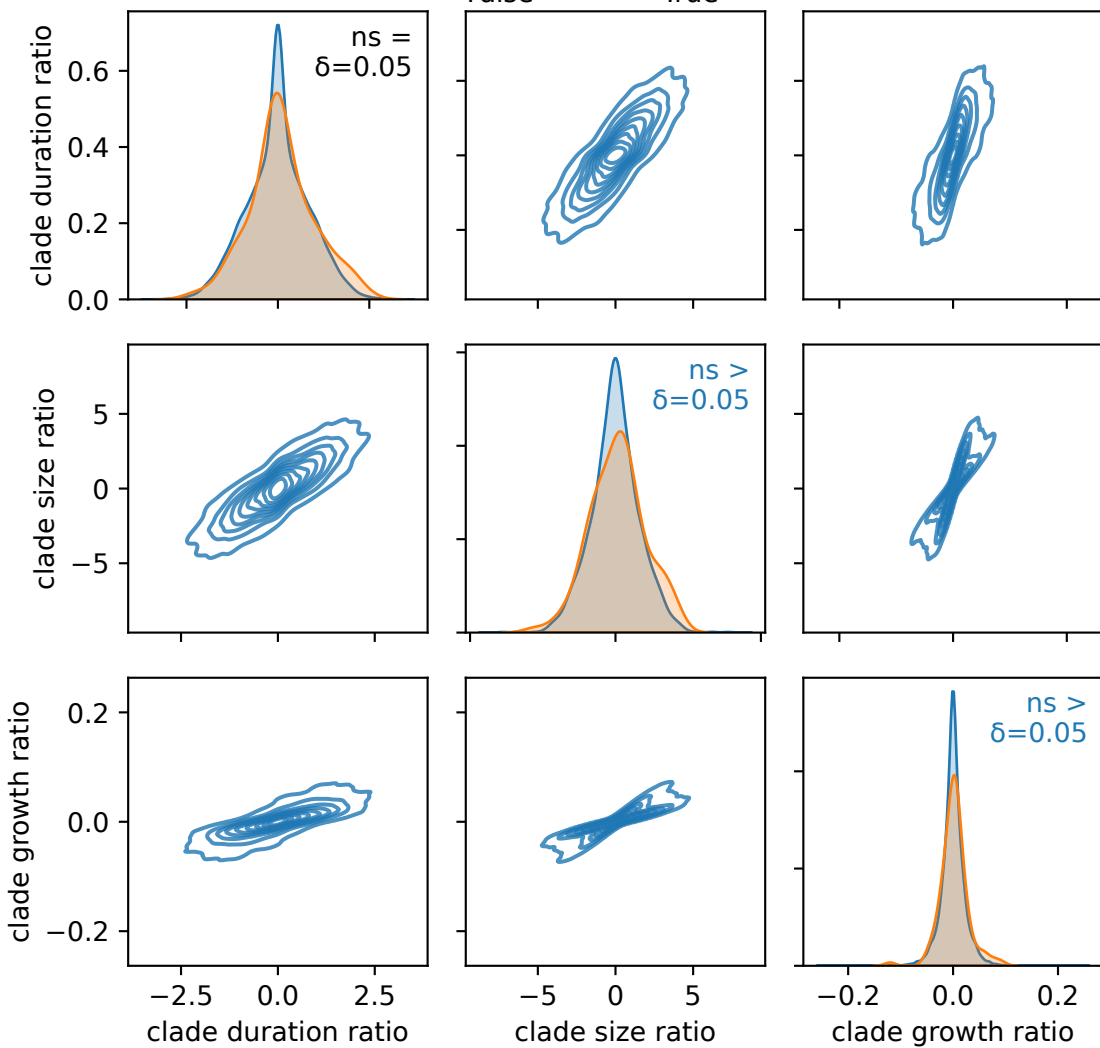 clade duration ratio
0.6
0.4
0.2
0.0
ns =
δ=0.05
clade size ratio
5
0
−5
ns >
δ=0.05
clade growth ratio
0.2
0.0
−0.2
ns >
δ=0.05
−2.5 0.0 2.5
−5 0 5
−0.2 0.0 0.2
clade duration ratio
clade size ratio
clade growth ratio